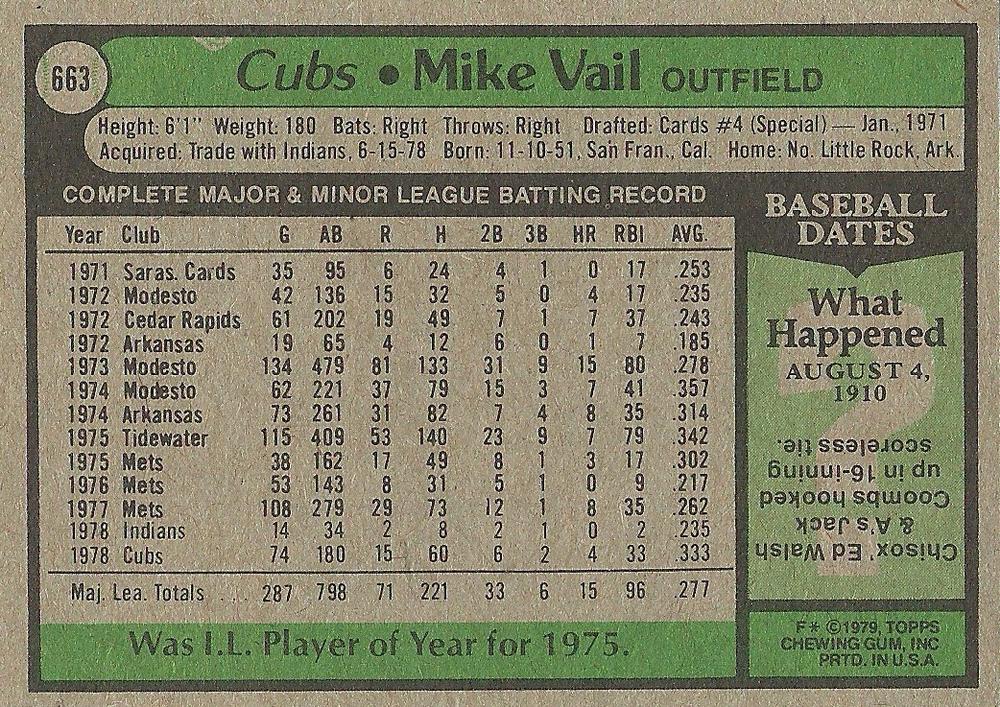 663
Cubs • Mike Vail OUTFIELD
Height: 6'1" Weight: 180 Bats: Right Throws: Right Drafted: Cards #4 (Special) — Jan., 1971
Acquired: Trade with Indians, 6-15-78 Born: 11-10-51, San Fran., Cal. Home: No. Little Rock, Ark.
COMPLETE MAJOR & MINOR LEAGUE BATTING RECORD
Year Club G AB R H 2B 3B HR RBI AVG.
1971 Saras. Cards 35 95 6 24 4 1 0 17 .253
1972 Modesto 42 136 15 32 5 0 4 17 .235
1972 Cedar Rapids 61 202 19 49 7 1 7 37 .243
1972 Arkansas 19 65 4 12 6 0 1 7 .185
1973 Modesto 134 479 81 133 31 9 15 80 .278
1974 Modesto 62 221 37 79 15 3 7 41 .357
1974 Arkansas 73 261 31 82 7 4 8 35 .314
1975 Tidewater 115 409 53 140 23 9 7 79 .342
1975 Mets 38 162 17 49 8 1 3 17 .302
1976 Mets 53 143 8 31 5 1 0 9 .217
1977 Mets 108 279 29 73 12 1 8 35 .262
1978 Indians 14 34 2 8 2 1 0 2 .235
1978 Cubs 74 180 15 60 6 2 4 33 .333
Maj. Lea. Totals ... 287 798 71 221 33 6 15 96 .277
Was I.L. Player of Year for 1975.
BASEBALL
DATES
What
Happened
AUGUST 4,
1910
?
Chisox' Ed Walsh
& A's Jack
Coombs hooked
up in 16-inning
scoreless tie.
F* ©1979, TOPPS
CHEWING GUM, INC
PRTD. IN U.S.A.